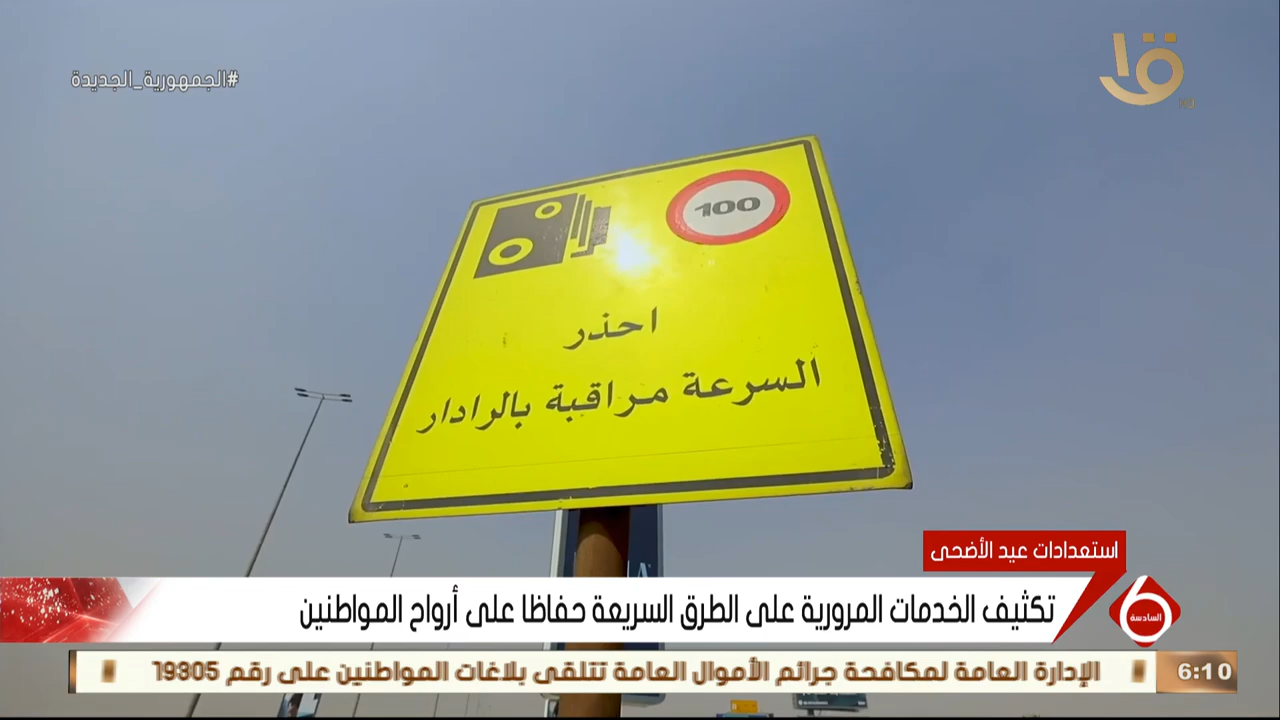 #الجمهورية_الجديدة
100
احذر
السرعة مراقبة بالرادار
استعدادات عيد الأضحى
تكثيف الخدمات المرورية على الطرق السريعة حفاظا على أرواح المواطنين
السادسة
6:10
الإدارة العامة لمكافحة جرائم الأموال العامة تتلقى بلاغات المواطنين على رقم 19805